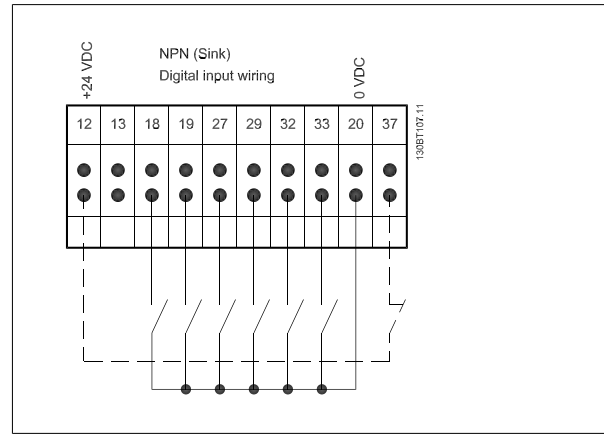 +24 VDC
NPN (Sink)
Digital input wiring
0 VDC
12 13 18 19 27 29 32 33 20 37
130BT107.11